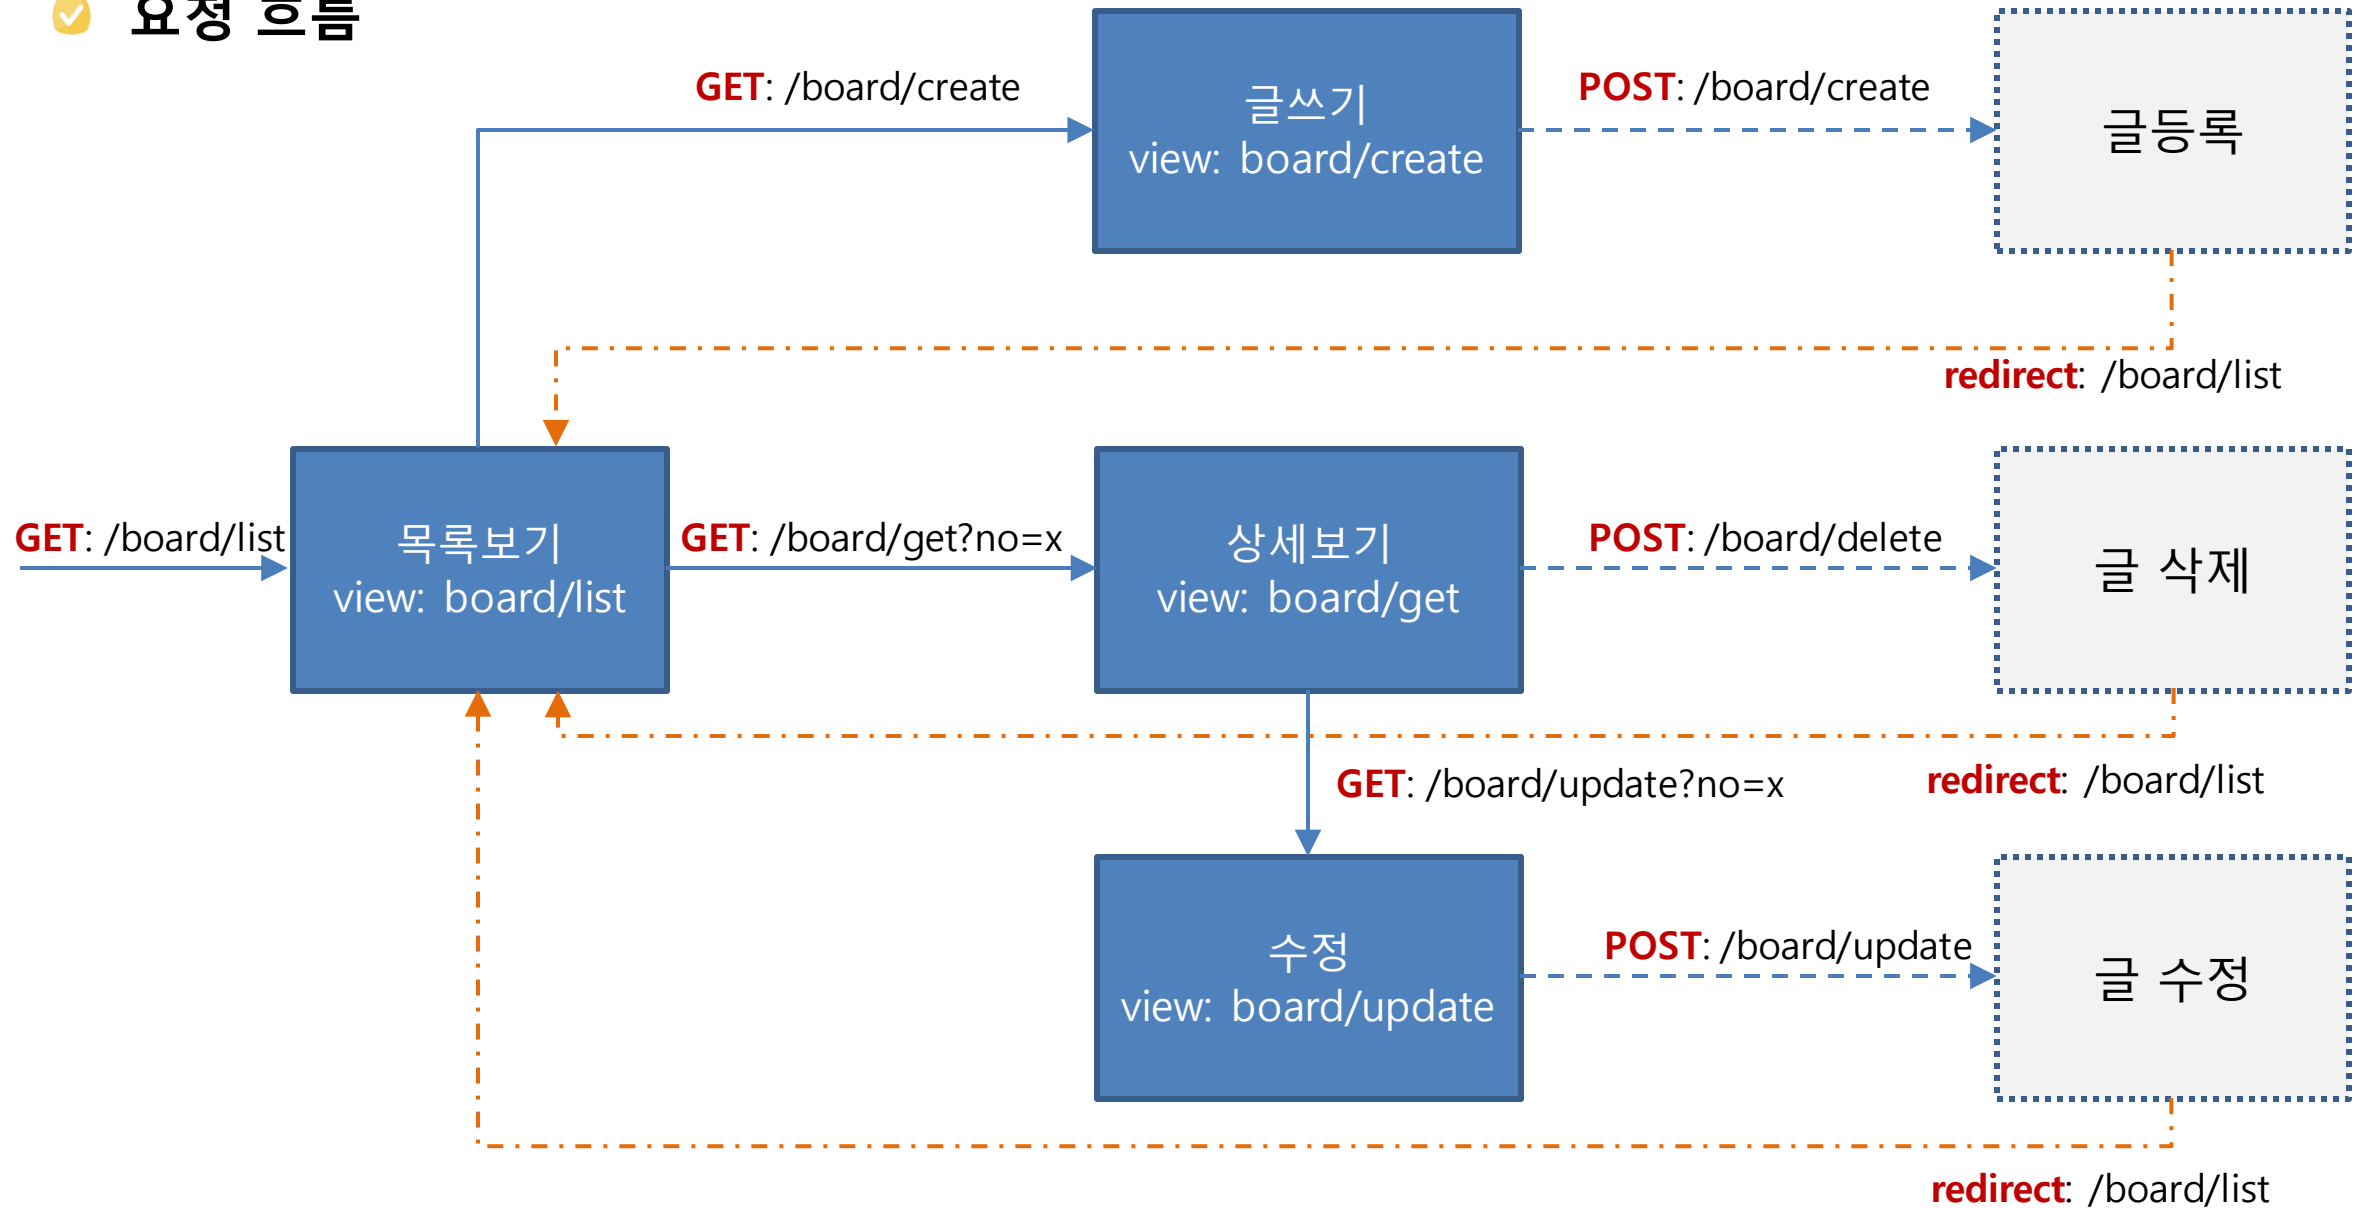 요청 흐름
GET: /board/create
글쓰기
view: board/create
POST: /board/create
글등록
redirect: /board/list
GET: /board/list
목록보기
view: board/list
GET: /board/get?no=x
상세보기
view: board/get
POST: /board/delete
글 삭제
GET: /board/update?no=x
redirect: /board/list
수정
view: board/update
POST: /board/update
글 수정
redirect: /board/list